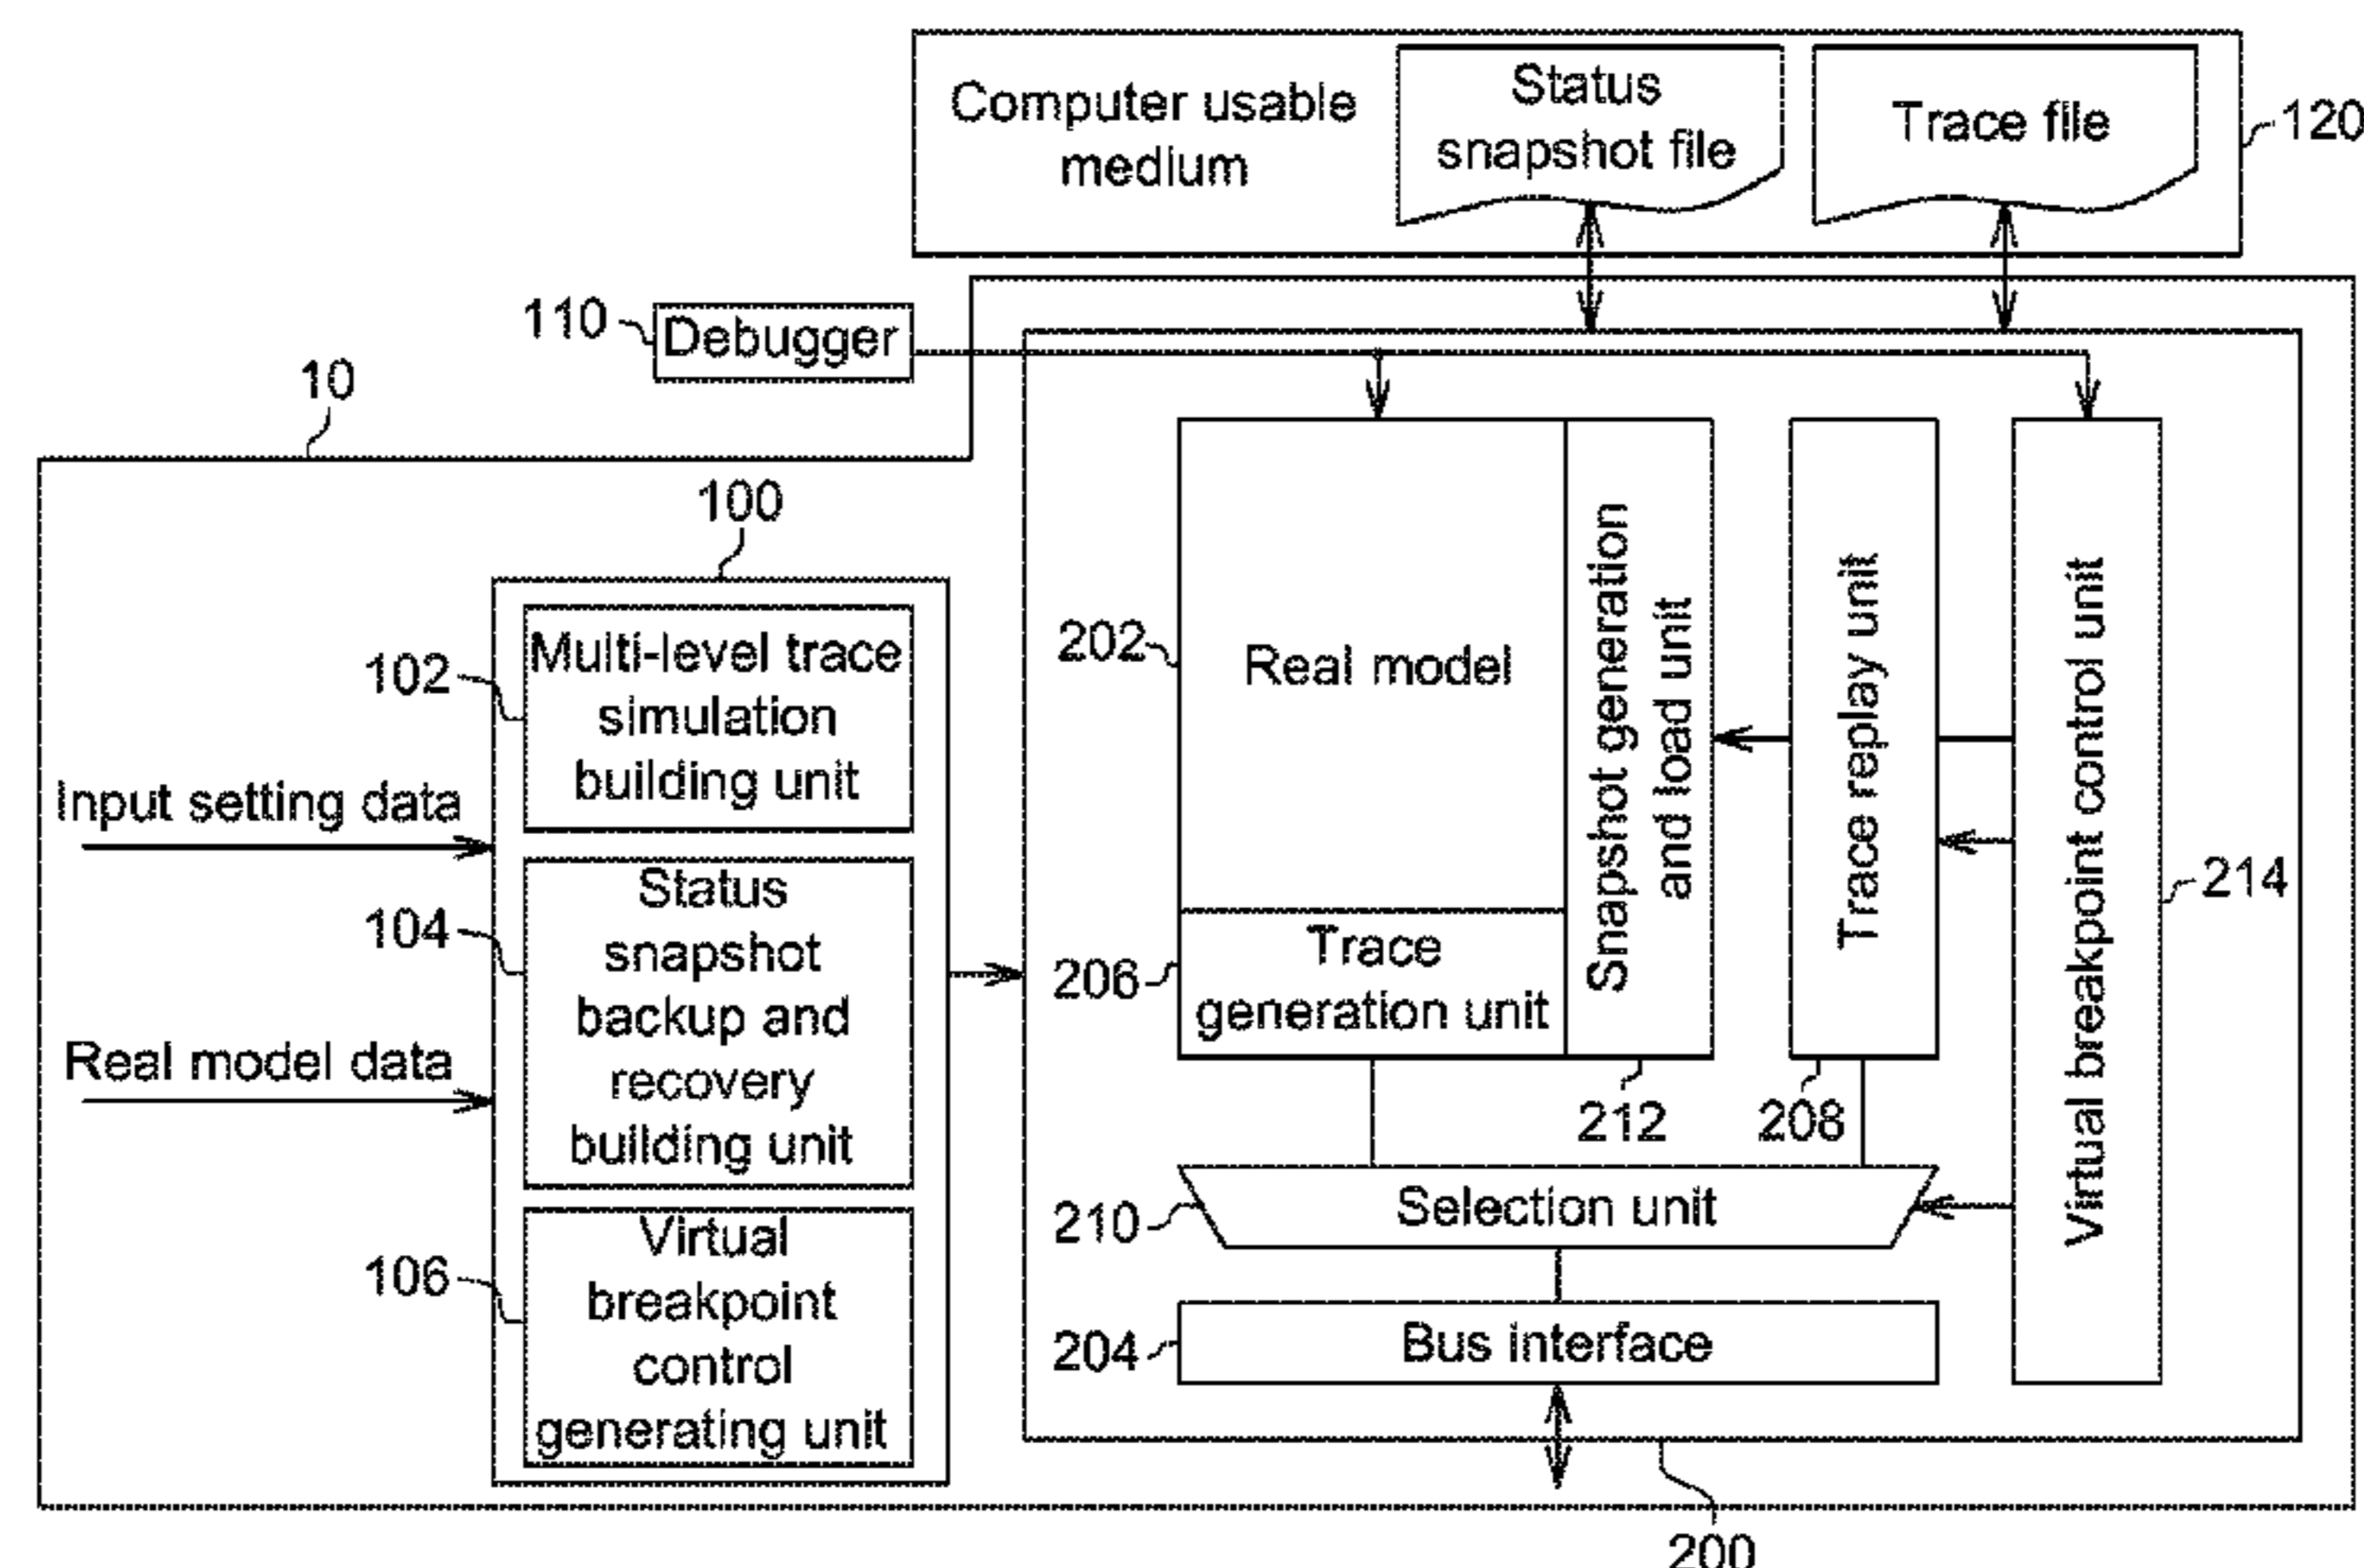 Computer usable
medium
Status
snapshot file
Trace file
120
110
Debugger
10
100
102
Multi-level trace
simulation
building unit
Input setting data
104
Status
snapshot
backup and
recovery
building unit
Real model data
106
Virtual
breakpoint
control
generating unit
202
Real model
206
Trace
generation unit
Snapshot generation
and load unit
212
Trace replay unit
208
Virtual breakpoint control unit
214
210
Selection unit
204
Bus interface
200